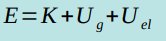 E = K + U_g + U_el